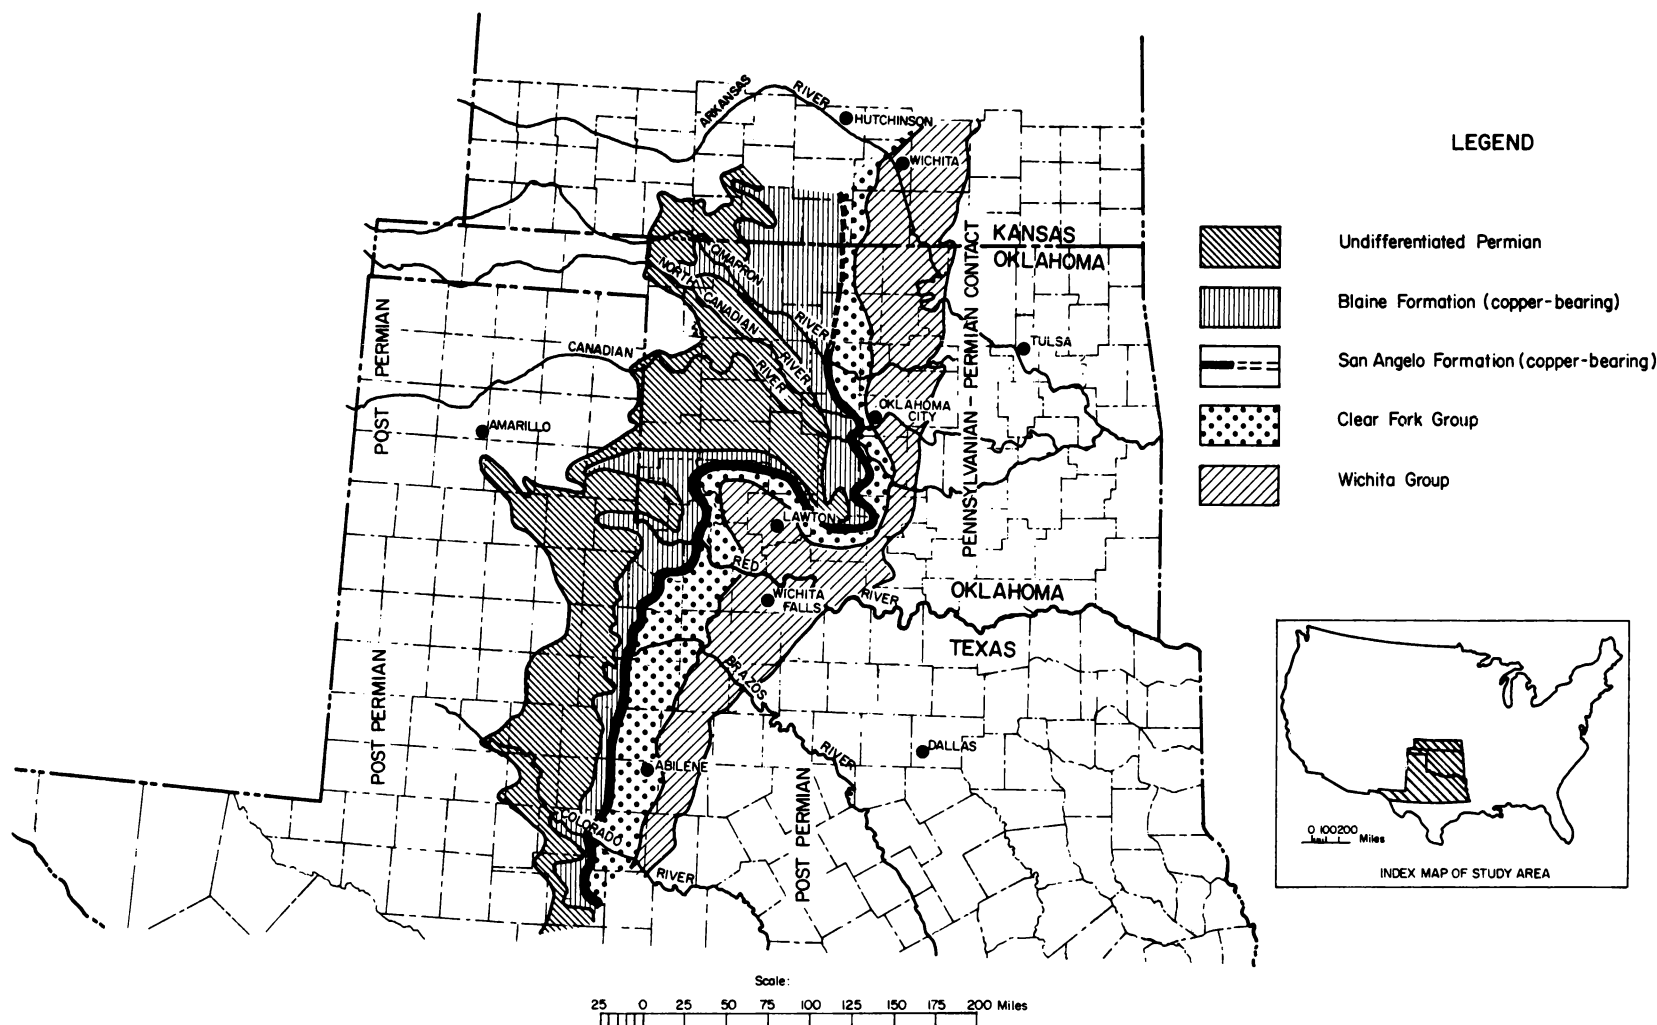 ARKANSAS RIVER
HUTCHINSON
WICHITA
LEGEND
KANSAS
OKLAHOMA
Undifferentiated Permian
Blaine Formation (copper-bearing)
San Angelo Formation (copper-bearing)
Clear Fork Group
Wichita Group
CIMARRON RIVER
NORTH CANADIAN RIVER
CANADIAN RIVER
POST PERMIAN
PENNSYLVANIAN - PERMIAN CONTACT
TULSA
AMARILLO
OKLAHOMA
CITY
LAWTON
RED RIVER
WICHITA
FALLS
OKLAHOMA
TEXAS
BRAZOS RIVER
POST PERMIAN
DALLAS
ABILENE
COLORADO RIVER
POST PERMIAN
0 100200 Miles
INDEX MAP OF STUDY AREA
Scale:
25 0 25 50 75 100 125 150 175 200 Miles